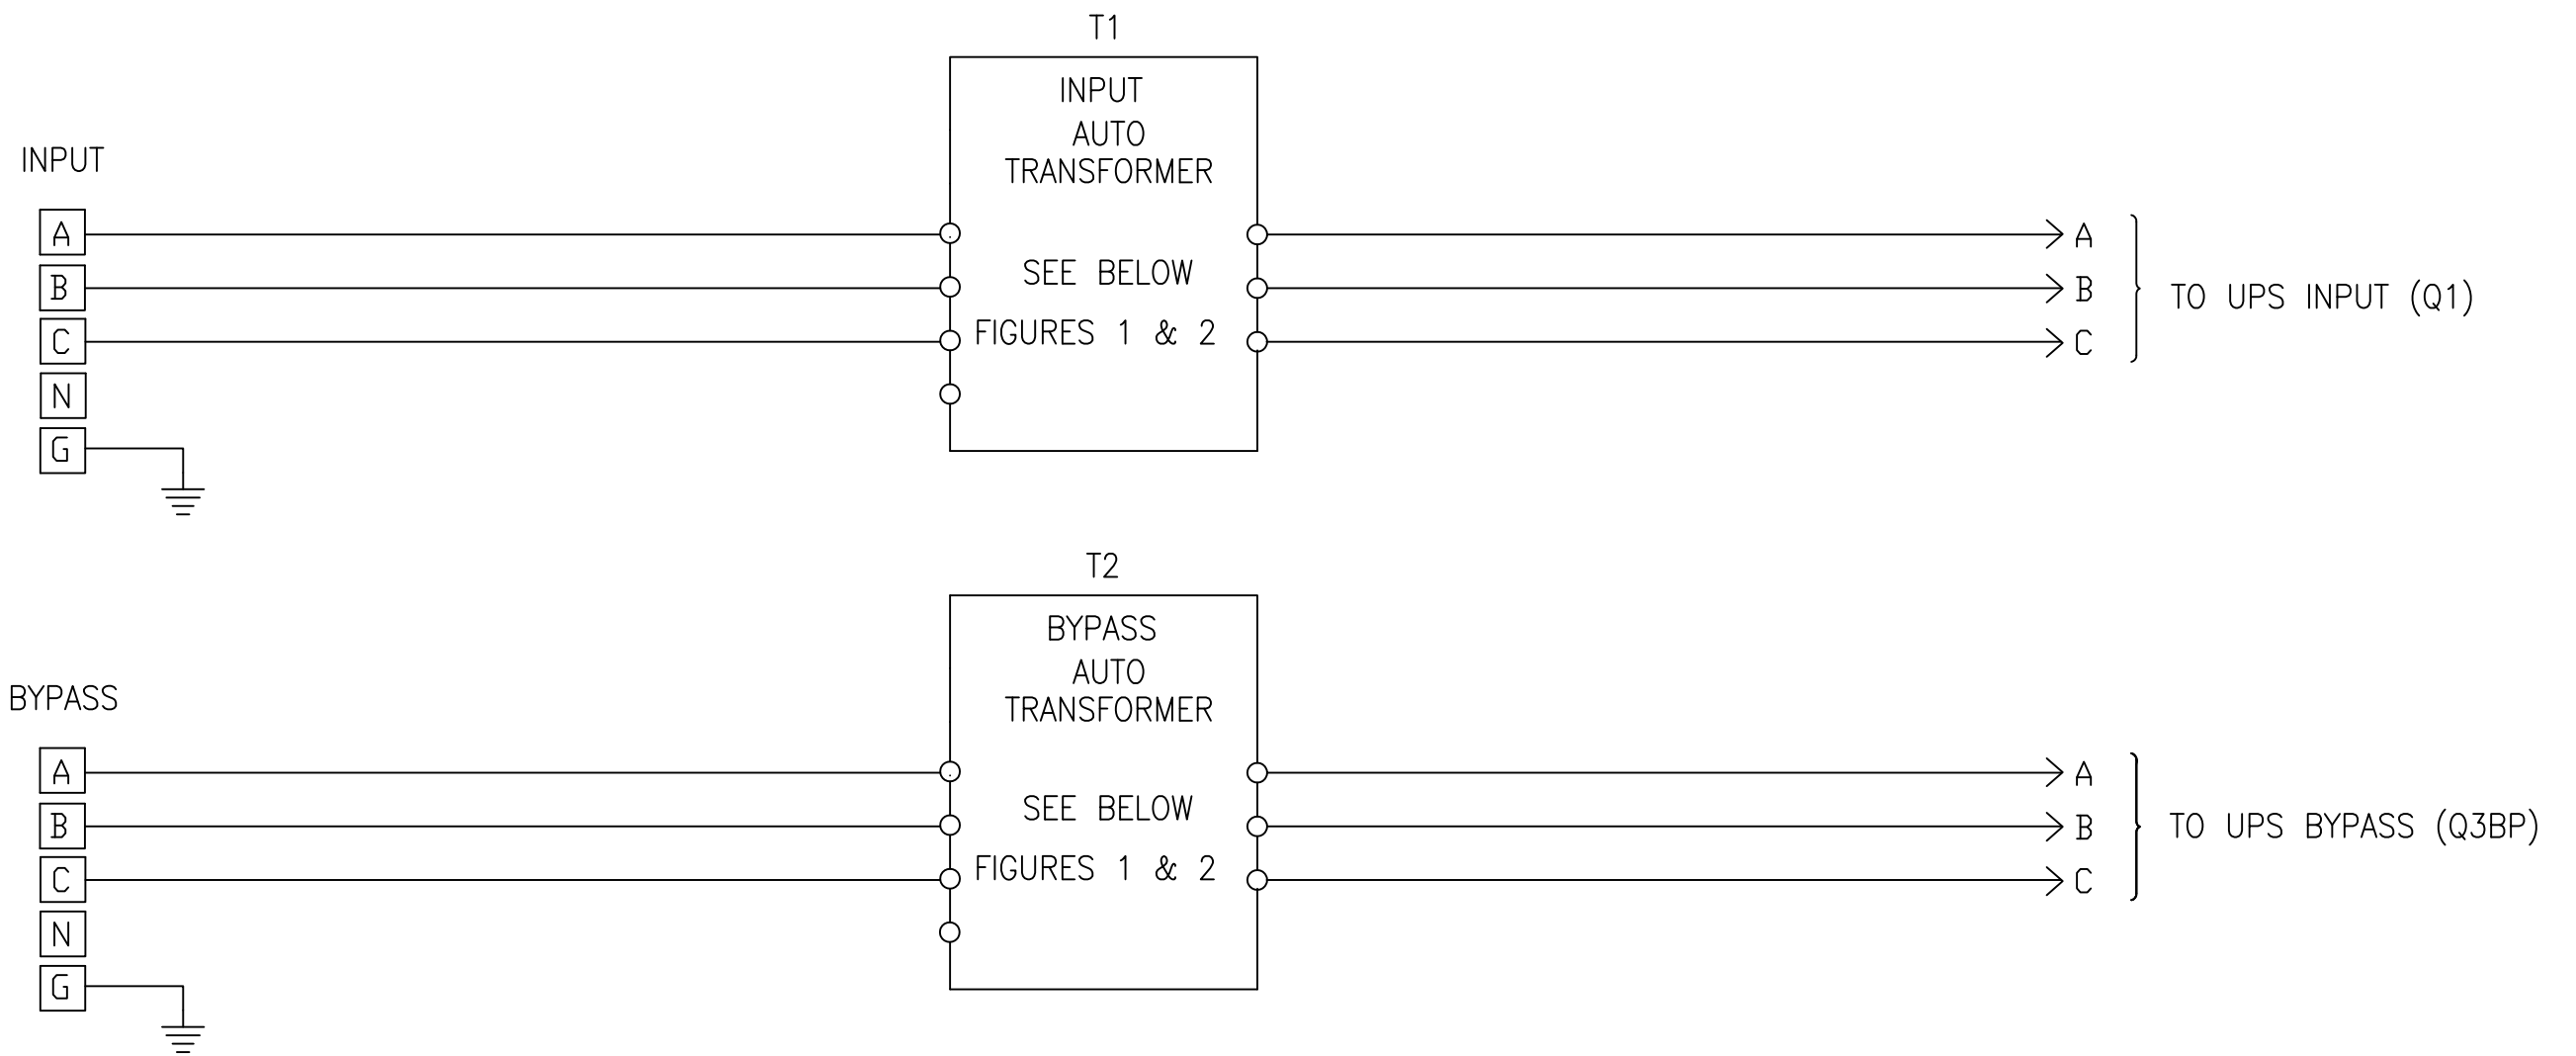 T1
INPUT
AUTO
TRANSFORMER
SEE BELOW
FIGURES 1 & 2
INPUT
A
B
C
N
G
A
B
C
TO UPS INPUT (Q1)
T2
BYPASS
AUTO
TRANSFORMER
SEE BELOW
FIGURES 1 & 2
BYPASS
A
B
C
N
G
A
B
C
TO UPS BYPASS (Q3BP)